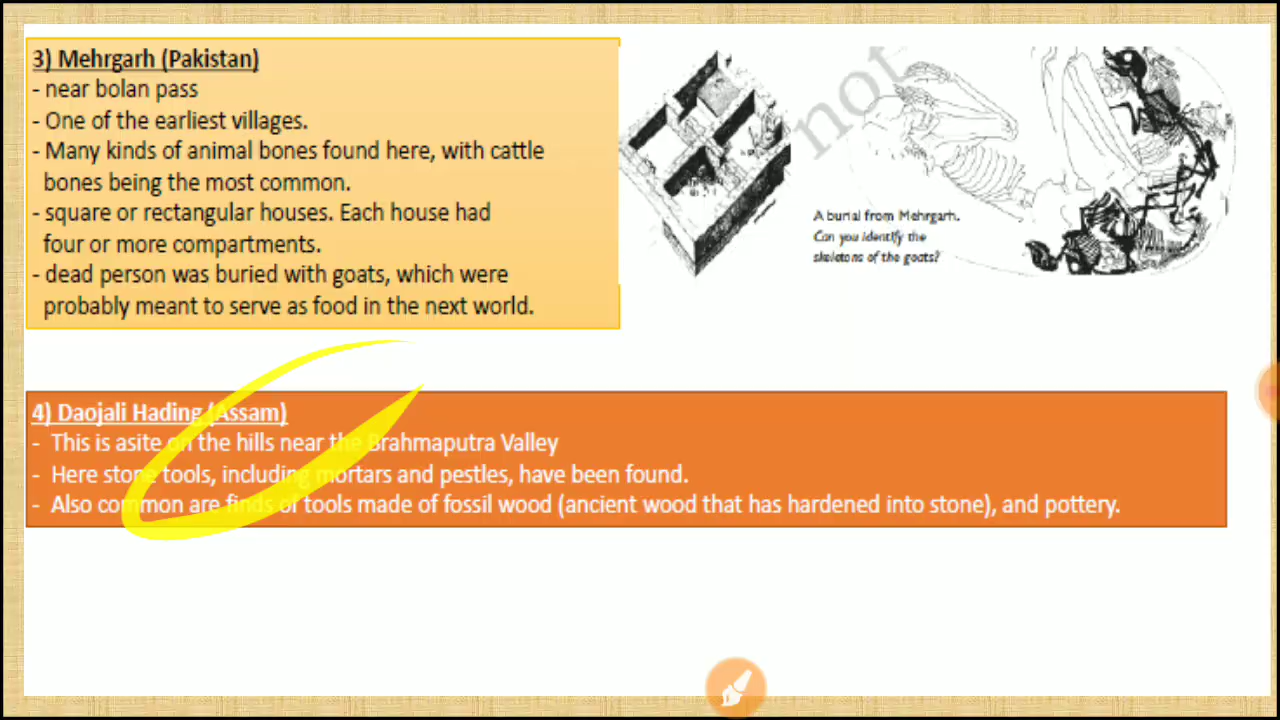 3) Mehrgarh (Pakistan)
- near bolan pass
- One of the earliest villages.
- Many kinds of animal bones found here, with cattle
bones being the most common.
- square or rectangular houses. Each house had
four or more compartments.
- dead person was buried with goats, which were
probably meant to serve as food in the next world.
not
A burial from Mehrgarh.
Can you identify the
skeletons of the goats?
4) Daojali Hading (Assam)
- This is asite on the hills near the Brahmaputra Valley
- Here stone tools, including mortars and pestles, have been found.
- Also common are finds of tools made of fossil wood (ancient wood that has hardened into stone), and pottery.